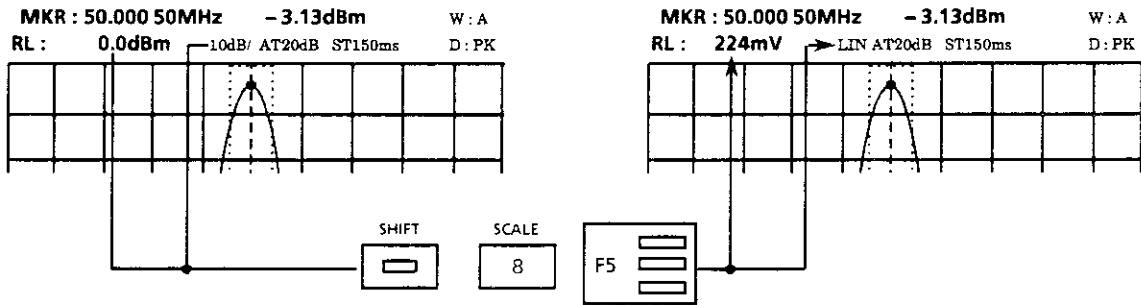 MKR : 50.000 50MHz – 3.13dBm W : A
RL : 0.0dBm 10dB/ AT20dB ST150ms D : PK
MKR : 50.000 50MHz – 3.13dBm W : A
RL : 224mV LIN AT20dB ST150ms D : PK
SHIFT SCALE
8 F5